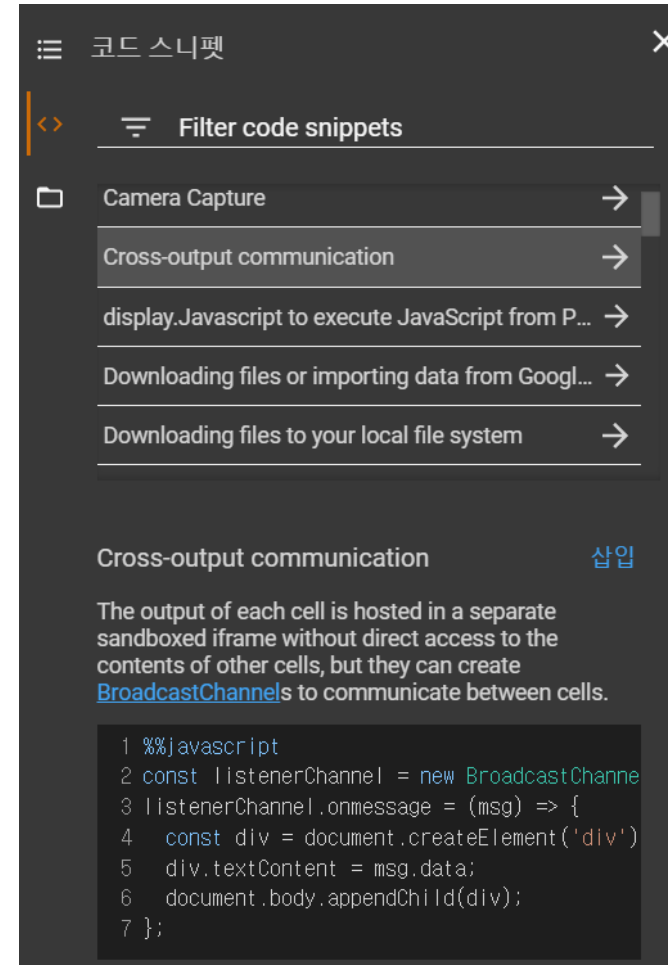 코드 스니펫
Filter code snippets
Camera Capture
Cross-output communication
display.Javascript to execute JavaScript from P...
Downloading files or importing data from Googl...
Downloading files to your local file system
Cross-output communication 삽입
The output of each cell is hosted in a separate
sandboxed iframe without direct access to the
contents of other cells, but they can create
BroadcastChannels to communicate between cells.
1 %%javascript
2 const listenerChannel = new BroadcastChanne
3 listenerChannel.onmessage = (msg) => {
4   const div = document.createElement('div')
5   div.textContent = msg.data;
6   document.body.appendChild(div);
7 };